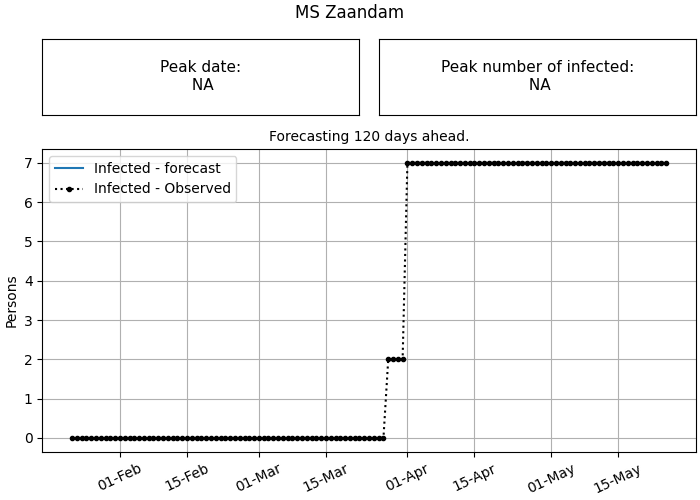 MS Zaandam
Peak date:
NA
Peak number of infected:
NA
Forecasting 120 days ahead.
Infected - forecast
Infected - Observed
Persons
7
6
5
4
3
2
1
0
01-Feb
15-Feb
01-Mar
15-Mar
01-Apr
15-Apr
01-May
15-May